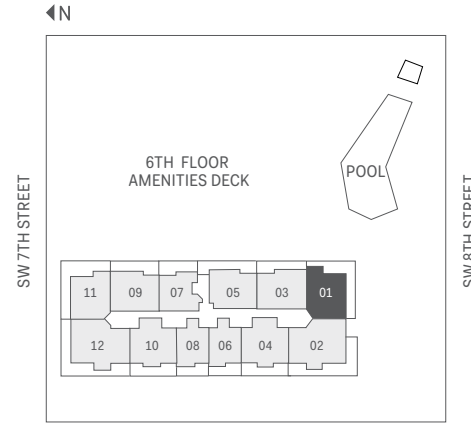 N
6TH FLOOR
AMENITIES DECK
POOL
SW 7TH STREET
SW 8TH STREET
11 09 07 05 03 01
12 10 08 06 04 02